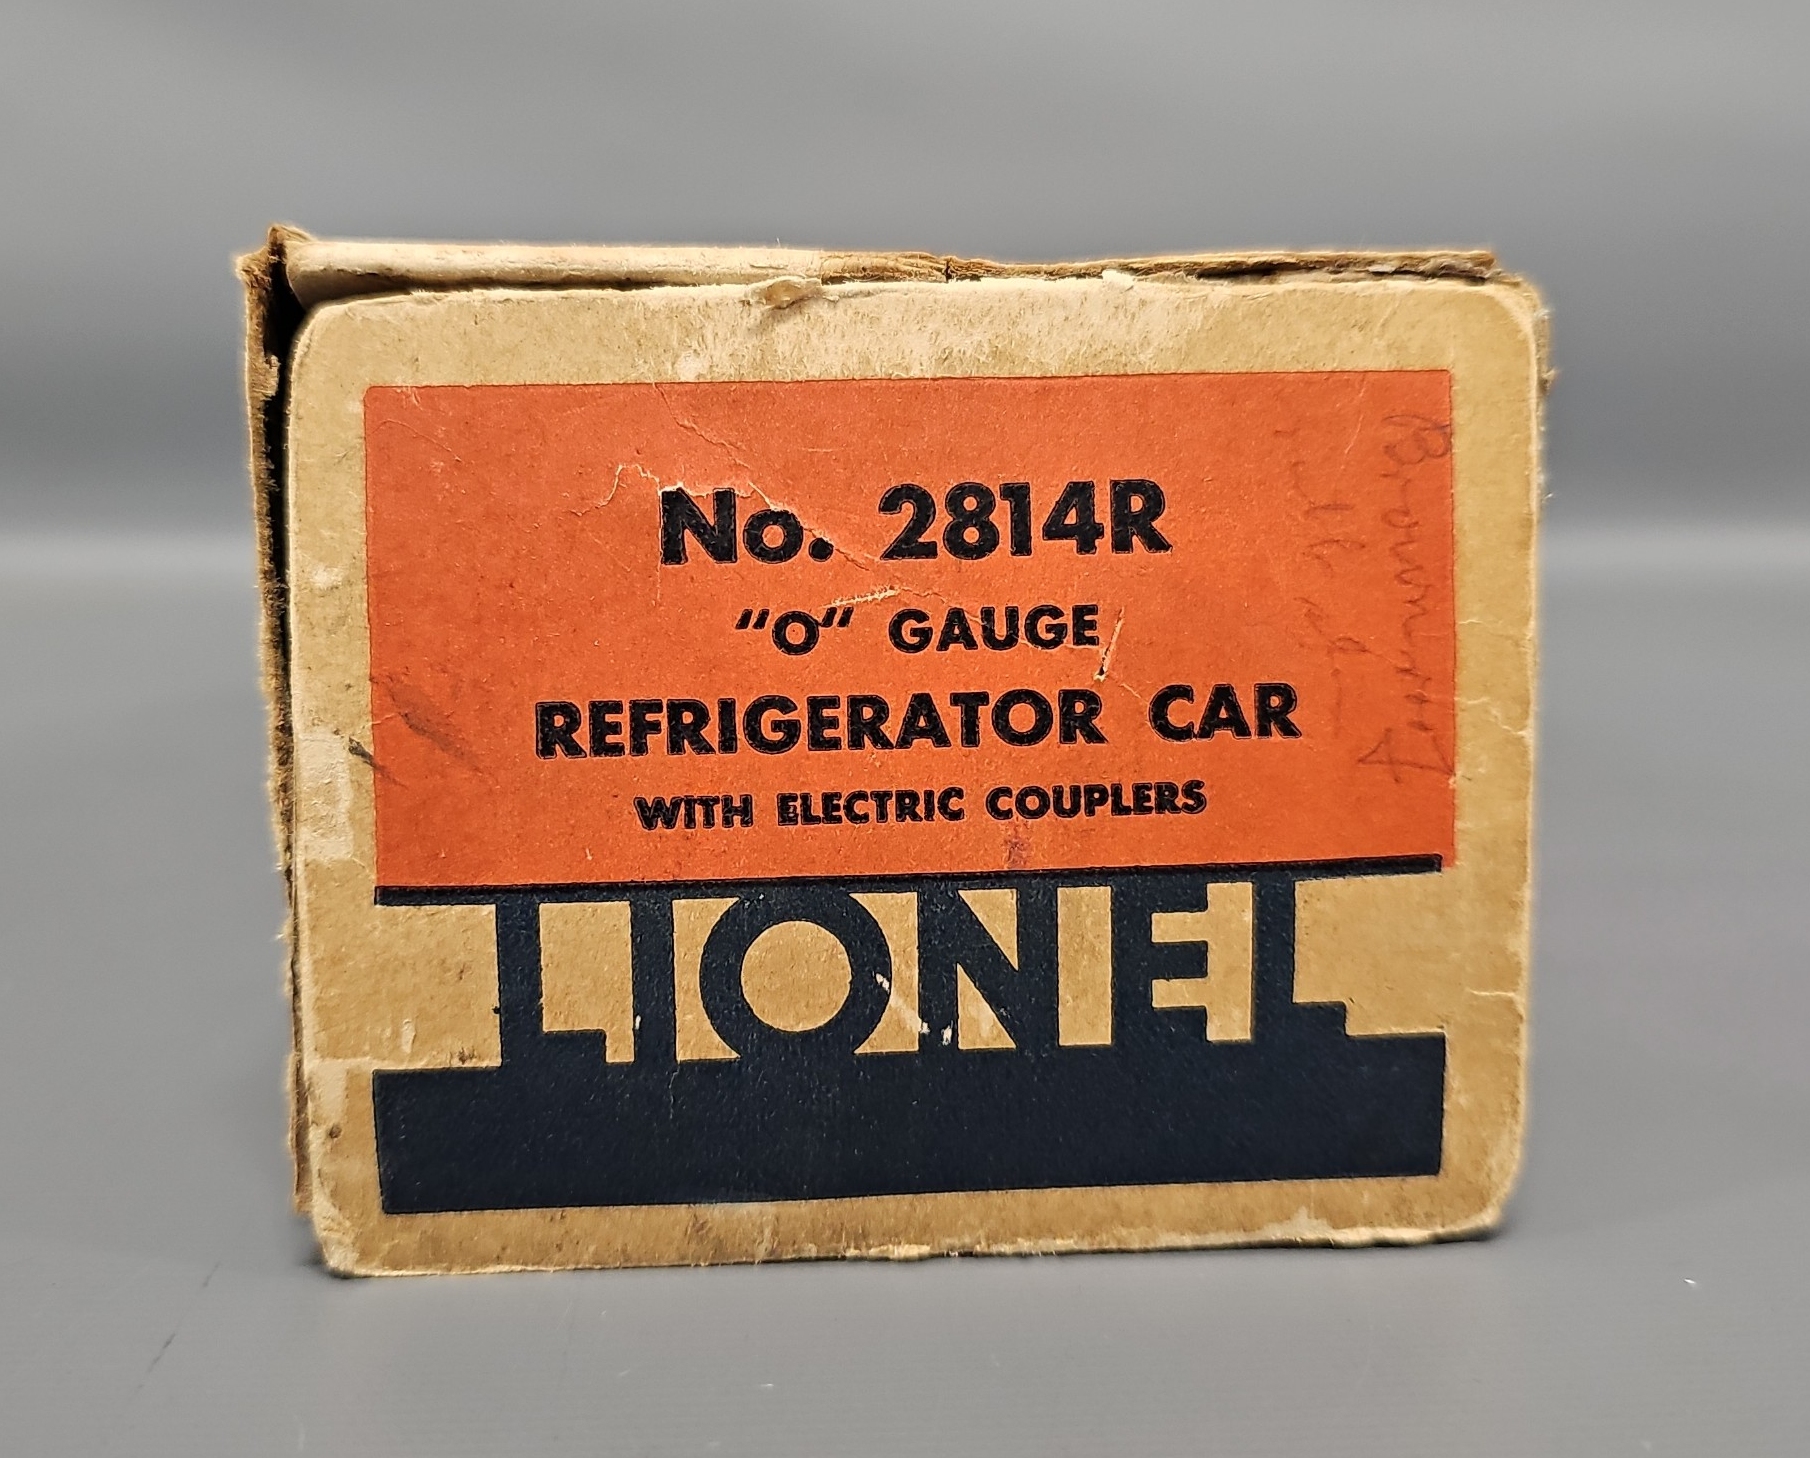 No. 2814R
"O" GAUGE
REFRIGERATOR CAR
WITH ELECTRIC COUPLERS
LIONEL